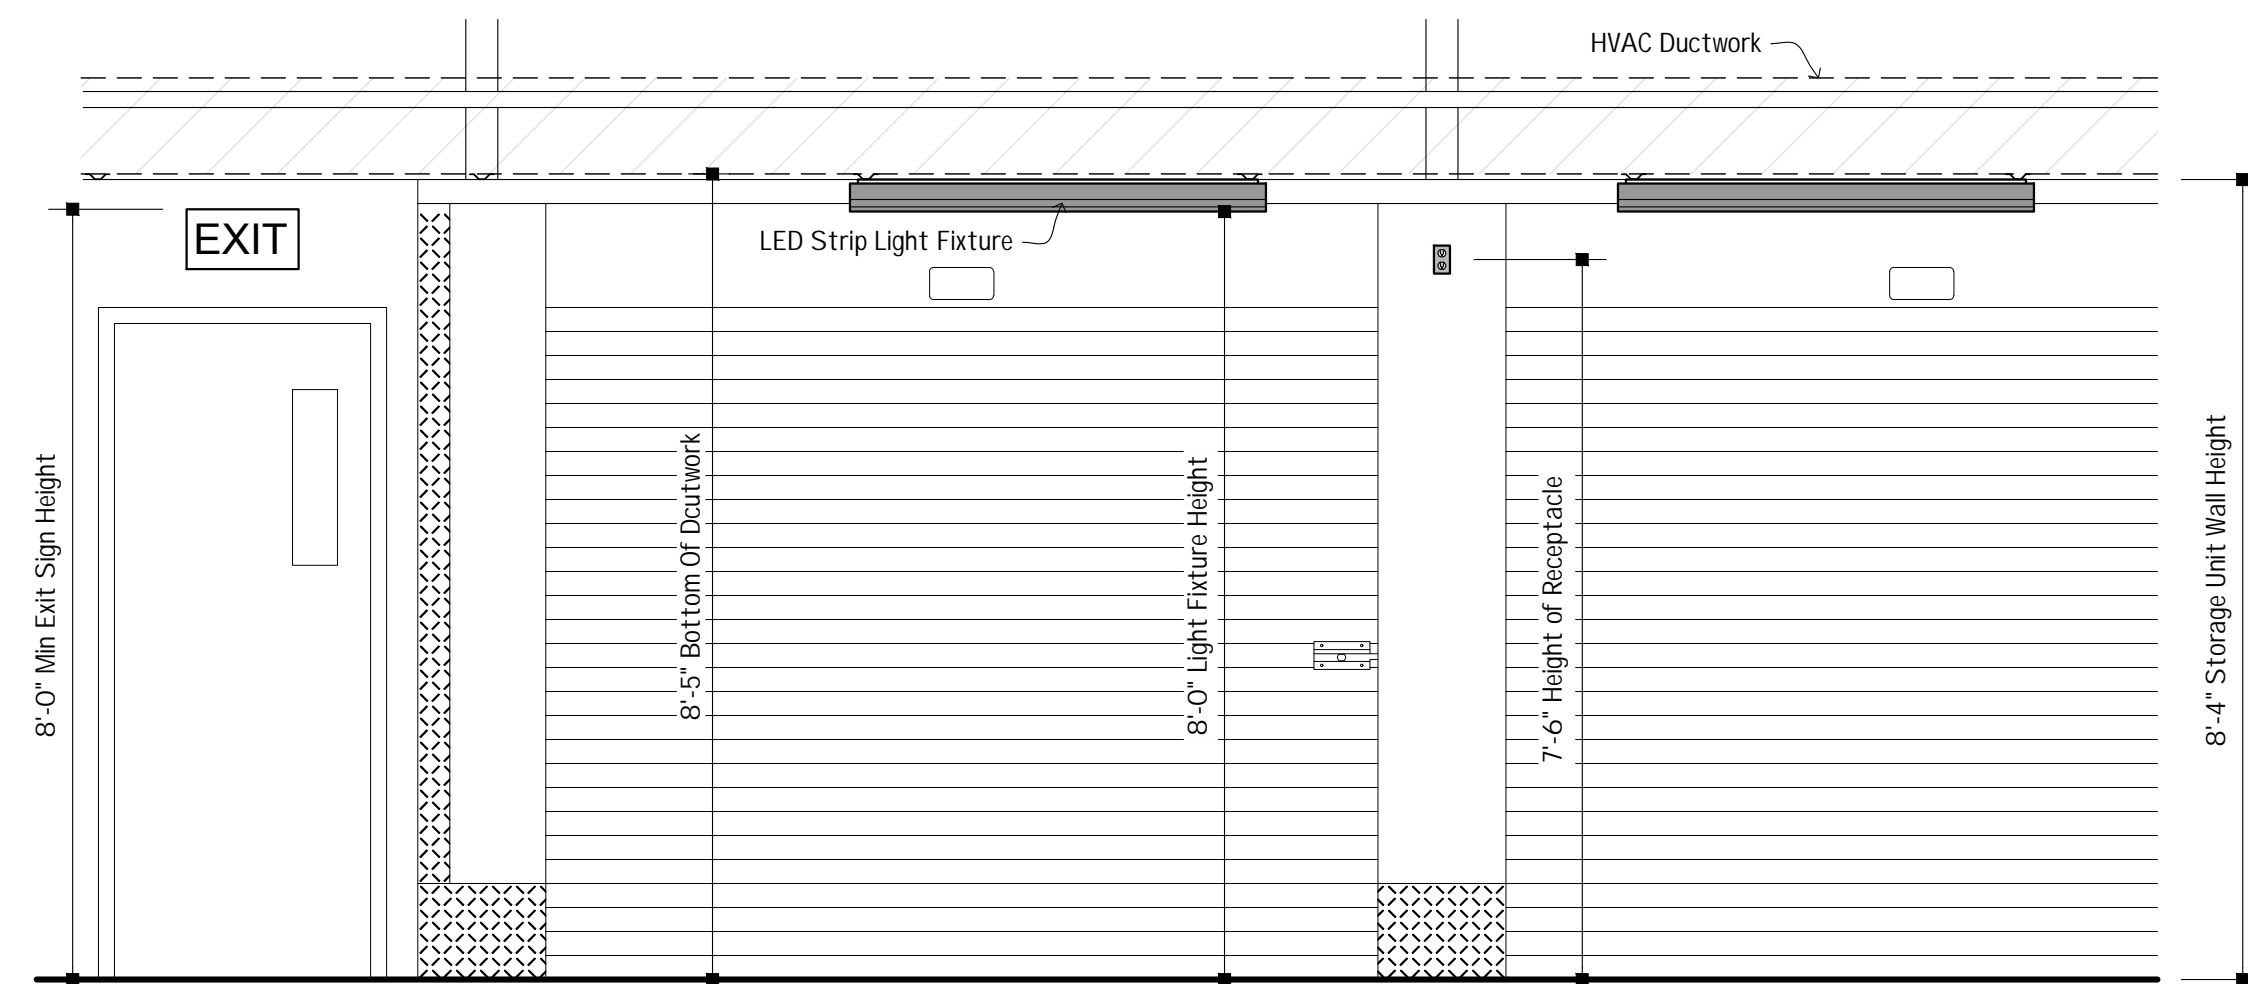 HVAC Ductwork
EXIT
LED Strip Light Fixture
8'-0" Min Exit Sign Height
8'-5" Bottom Of Dcutwork
8'-0" Light Fixture Height
7'-6" Height of Receptacle
8'-4" Storage Unit Wall Height